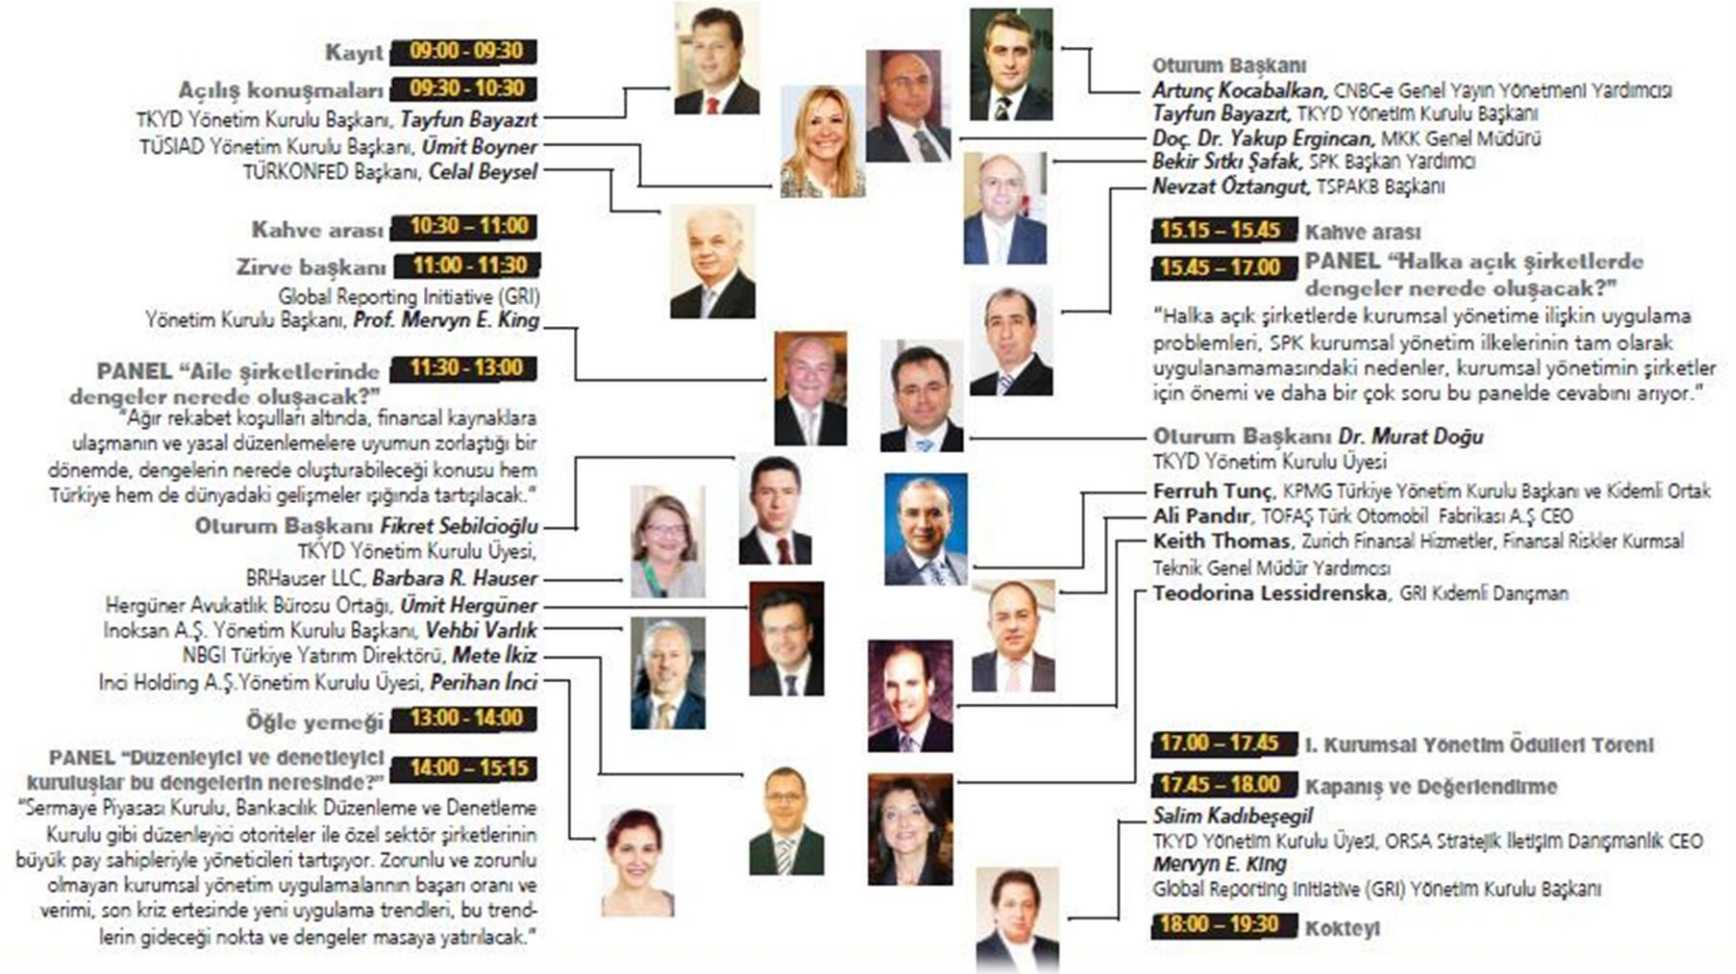 Kayıt 09:00 - 09:30
Açılış konuşmaları 09:30 - 10:30
TKYD Yönetim Kurulu Başkanı, Tayfun Bayazıt
TÜSIAD Yönetim Kurulu Başkanı, Ümit Boyner
TÜRKONFED Başkanı, Celal Beysel
Kahve arası 10:30 – 11:00
Zirve başkanı 11:00 - 11:30
Global Reporting Initiative (GRI)
Yönetim Kurulu Başkanı, Prof. Mervyn E. King
PANEL “Aile şirketlerinde 11:30 - 13:00
dengeler nerede oluşacak?”
“Ağır rekabet koşulları altında, finansal kaynaklara
ulaşmanın ve yasal düzenlemelere uyumun zorlaştığı bir
dönemde, dengelerin nerede oluşturabileceği konusu hem
Türkiye hem de dünyadaki gelişmeler ışığında tartışılacak.”
Oturum Başkanı Fikret Sebilcioğlu
TKYD Yönetim Kurulu Üyesi,
BRHauser LLC, Barbara R. Hauser
Hergüner Avukatlık Bürosu Ortağı, Ümit Hergüner
Inoksan A.Ş. Yönetim Kurulu Başkanı, Vehbi Varlık
NBGI Türkiye Yatırım Direktörü, Mete İkiz
Inci Holding A.Ş.Yönetim Kurulu Üyesi, Perihan İnci
Öğle yemeği 13:00 - 14:00
PANEL “Düzenleyici ve denetleyici 14:00 – 15:15
kuruluşlar bu dengelerin neresinde?”
“Sermaye Piyasası Kurulu, Bankacılık Düzenleme ve Denetleme
Kurulu gibi düzenleyici otoriteler ile özel sektör şirketlerinin
büyük pay sahipleriyle yöneticileri tartışıyor. Zorunlu ve zorunlu
olmayan kurumsal yönetim uygulamalarının başarı oranı ve
verimi, son kriz ertesinde yeni uygulama trendleri, bu trend-
lerin gideceği nokta ve dengeler masaya yatırılacak.”
Oturum Başkanı
Artunç Kocabalkan, CNBC-e Genel Yayın Yönetmeni Yardımcısı
Tayfun Bayazıt, TKYD Yönetim Kurulu Başkanı
Doç. Dr. Yakup Ergincan, MKK Genel Müdürü
Bekir Sıtkı Şafak, SPK Başkan Yardımcı
Nevzat Öztangut, TSPAKB Başkanı
15.15 – 15.45 Kahve arası
15.45 – 17.00 PANEL “Halka açık şirketlerde
dengeler nerede oluşacak?”
“Halka açık şirketlerde kurumsal yönetime ilişkin uygulama
problemleri, SPK kurumsal yönetim ilkelerinin tam olarak
uygulanamamasındaki nedenler, kurumsal yönetimin şirketler
için önemi ve daha bir çok soru bu panelde cevabını arıyor.”
Oturum Başkanı Dr. Murat Doğu
TKYD Yönetim Kurulu Üyesi
Ferruh Tunç, KPMG Türkiye Yönetim Kurulu Başkanı ve Kıdemli Ortak
Ali Pandır, TOFAŞ Türk Otomobil Fabrikası A.Ş CEO
Keith Thomas, Zurich Finansal Hizmetler, Finansal Riskler Kurmsal
Teknik Genel Müdür Yardımcısı
Teodorina Lessidrenska, GRI Kıdemli Danışman
17.00 – 17.45 I. Kurumsal Yönetim Ödülleri Töreni
17.45 – 18.00 Kapanış ve Değerlendirme
Salim Kadıbeşegil
TKYD Yönetim Kurulu Üyesi, ORSA Stratejik İletişim Danışmanlık CEO
Mervyn E. King
Global Reporting Initiative (GRI) Yönetim Kurulu Başkanı
18:00 – 19:30 Kokteyl